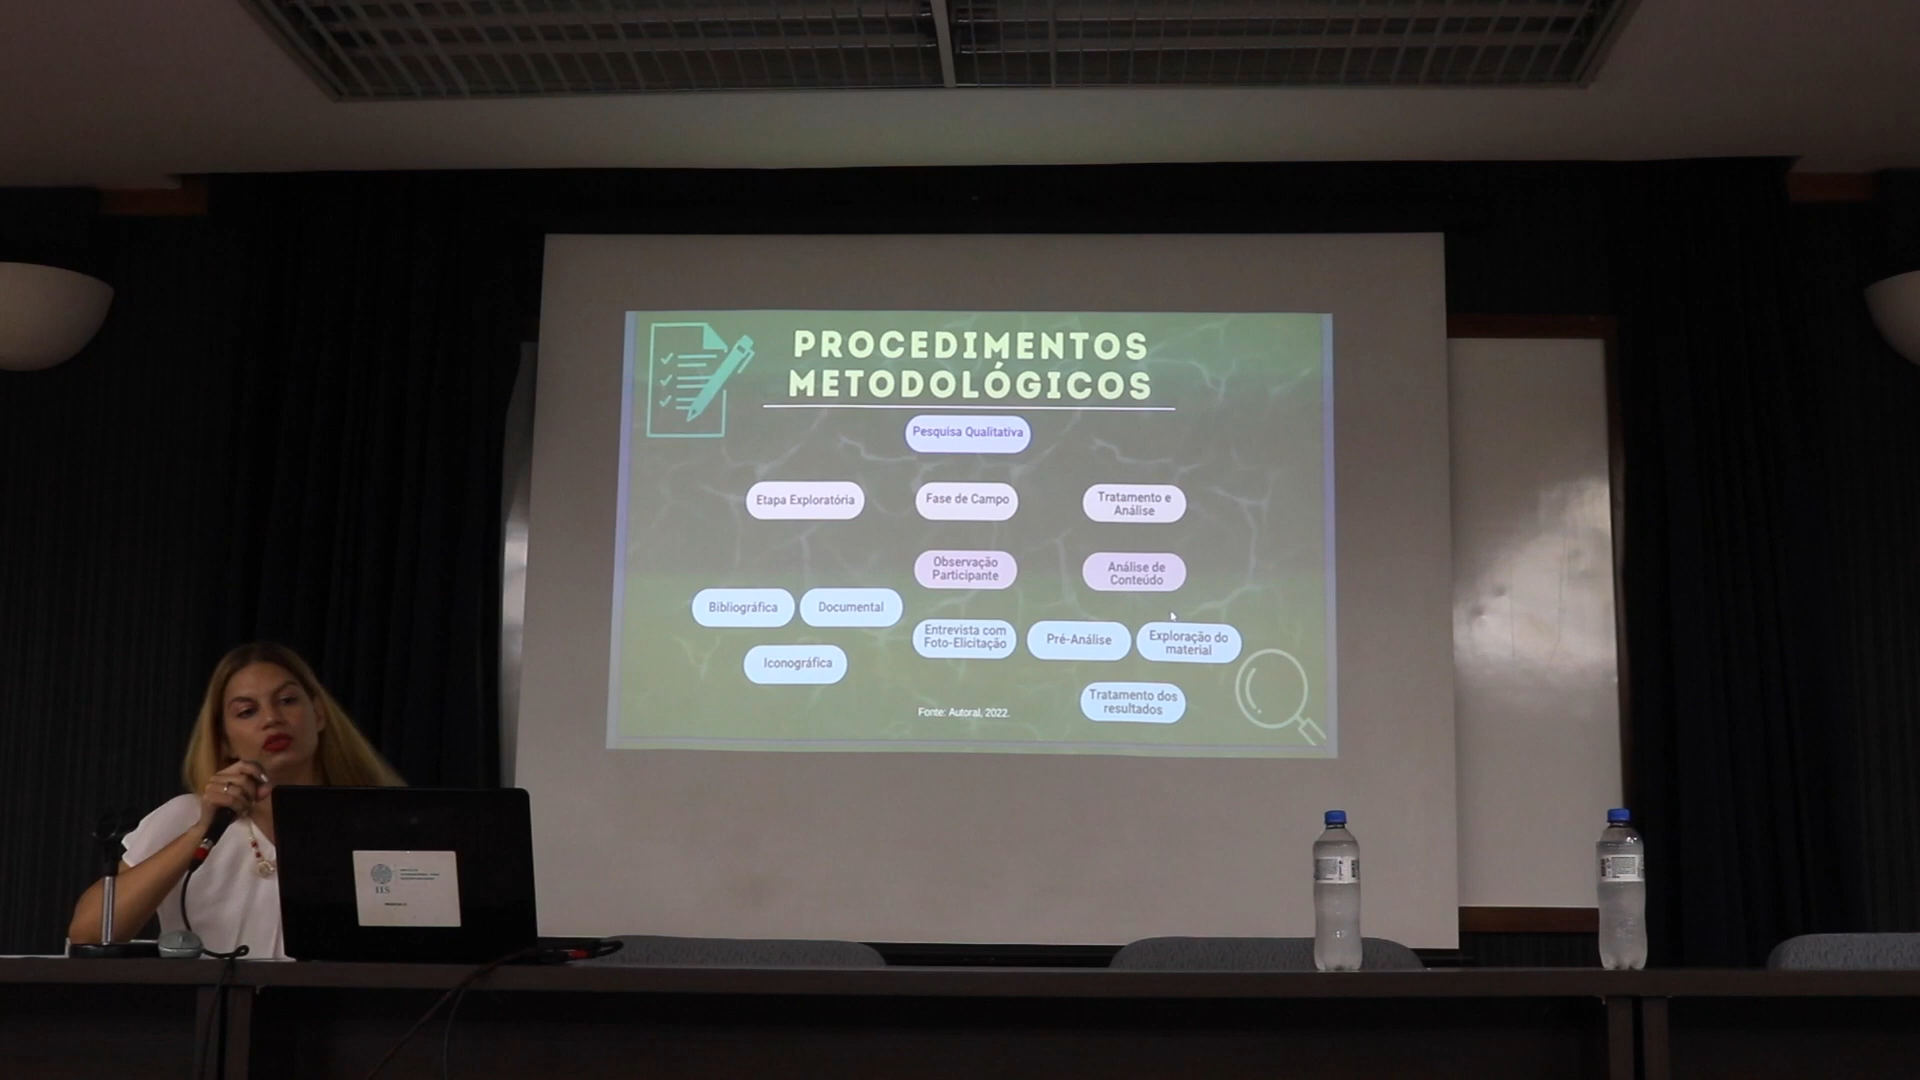 PROCEDIMENTOS
METODOLÓGICOS
Pesquisa Qualitativa
Etapa Exploratória
Fase de Campo
Tratamento e
Análise
Observação
Participante
Análise de
Conteúdo
Bibliográfica
Documental
Entrevista com
Foto-Elicitação
Pré-Análise
Exploração do
material
Iconográfica
Tratamento dos
resultados
Fonte: Autoral, 2022.
IIS